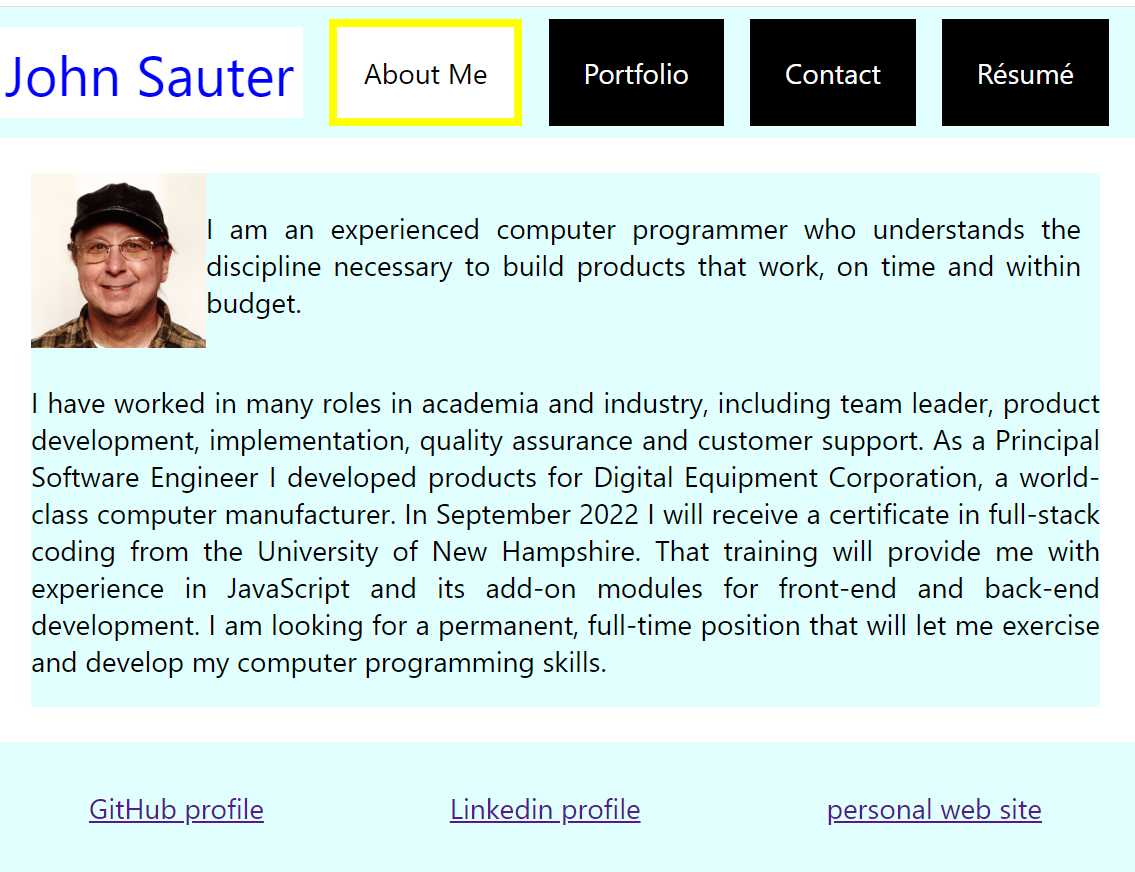 John Sauter
About Me
Portfolio
Contact
Résumé
I am an experienced computer programmer who understands the
discipline necessary to build products that work, on time and within
budget.
I have worked in many roles in academia and industry, including team leader, product
development, implementation, quality assurance and customer support. As a Principal
Software Engineer I developed products for Digital Equipment Corporation, a world-
class computer manufacturer. In September 2022 I will receive a certificate in full-stack
coding from the University of New Hampshire. That training will provide me with
experience in JavaScript and its add-on modules for front-end and back-end
development. I am looking for a permanent, full-time position that will let me exercise
and develop my computer programming skills.
GitHub profile
Linkedin profile
personal web site